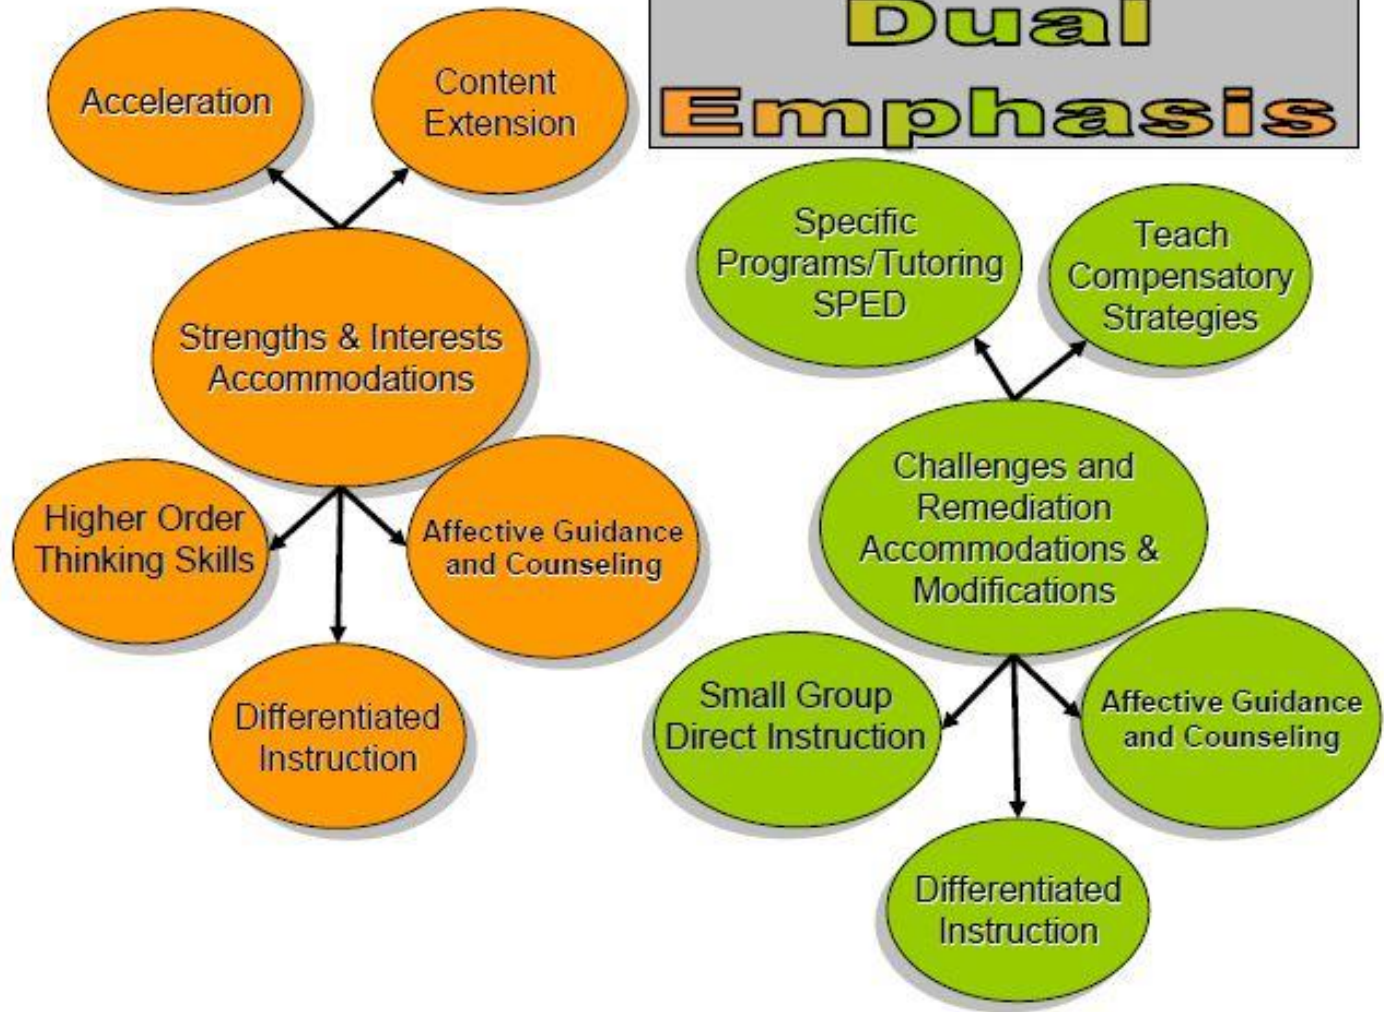 Dual
Emphasis
Acceleration
Content
Extension
Strengths & Interests
Accommodations
Higher Order
Thinking Skills
Affective Guidance
and Counseling
Differentiated
Instruction
Specific
Programs/Tutoring
SPED
Teach
Compensatory
Strategies
Challenges and
Remediation
Accommodations &
Modifications
Small Group
Direct Instruction
Affective Guidance
and Counseling
Differentiated
Instruction